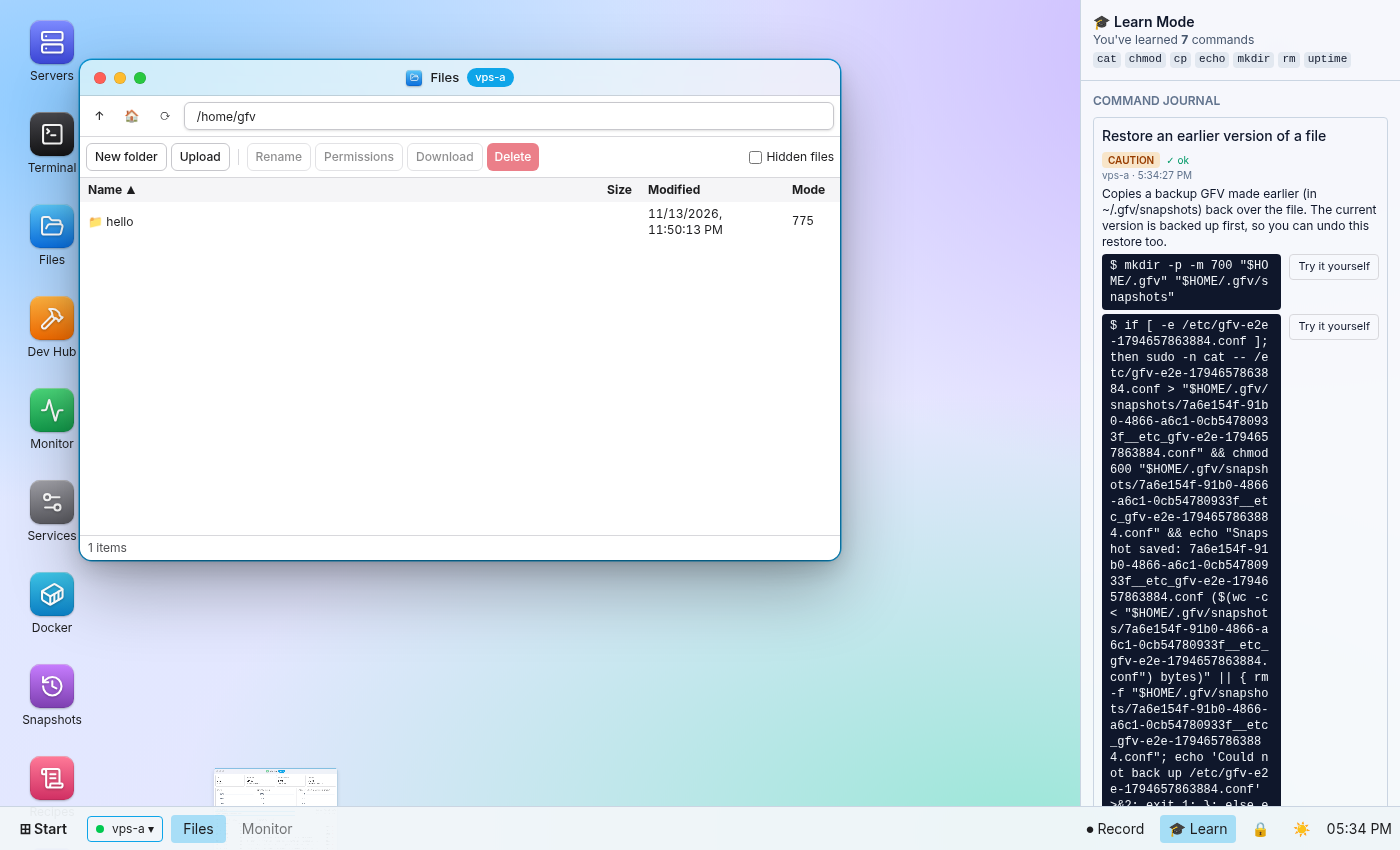 Servers
Terminal
Files
Dev Hub
Monitor
Services
Docker
Snapshots
Files vps-a
↑
/home/gfv
New folder
Upload
Rename
Permissions
Download
Delete
Hidden files
Name ▲ Size Modified Mode
hello 11/13/2026, 11:50:13 PM 775
1 items
🎓 Learn Mode
You've learned 7 commands
cat chmod cp echo mkdir rm uptime
COMMAND JOURNAL
Restore an earlier version of a file
CAUTION ✓ ok
vps-a · 5:34:27 PM
Copies a backup GFV made earlier (in
~/.gfv/snapshots) back over the file. The current
version is backed up first, so you can undo this
restore too.
$ mkdir -p -m 700 "$HO
ME/.gfv" "$HOME/.gfv/s
napshots"
Try it yourself
$ if [ -e /etc/gfv-e2e
-1794657863884.conf ];
then sudo -n cat -- /e
tc/gfv-e2e-17946578638
84.conf > "$HOME/.gfv/
snapshots/7a6e154f-91b
0-4866-a6c1-0cb5478093
3f__etc_gfv-e2e-179465
7863884.conf" && chmod
600 "$HOME/.gfv/snapsh
ots/7a6e154f-91b0-4866
-a6c1-0cb54780933f__et
c_gfv-e2e-179465786388
4.conf" && echo "Snaps
hot saved: 7a6e154f-91
b0-4866-a6c1-0cb547809
33f__etc_gfv-e2e-17946
57863884.conf ($(wc -c
< "$HOME/.gfv/snapshot
s/7a6e154f-91b0-4866-a
6c1-0cb54780933f__etc_
gfv-e2e-1794657863884.
conf") bytes)" || { rm
-f "$HOME/.gfv/snapsho
ts/7a6e154f-91b0-4866-
a6c1-0cb54780933f__etc
_gfv-e2e-179465786388
4.conf"; echo 'Could n
ot back up /etc/gfv-e2
e-1794657863884.conf'
>&2; exit 1; }; else e
Try it yourself
⊞ Start
vps-a ▾
Files
Monitor
● Record
🎓 Learn
05:34 PM